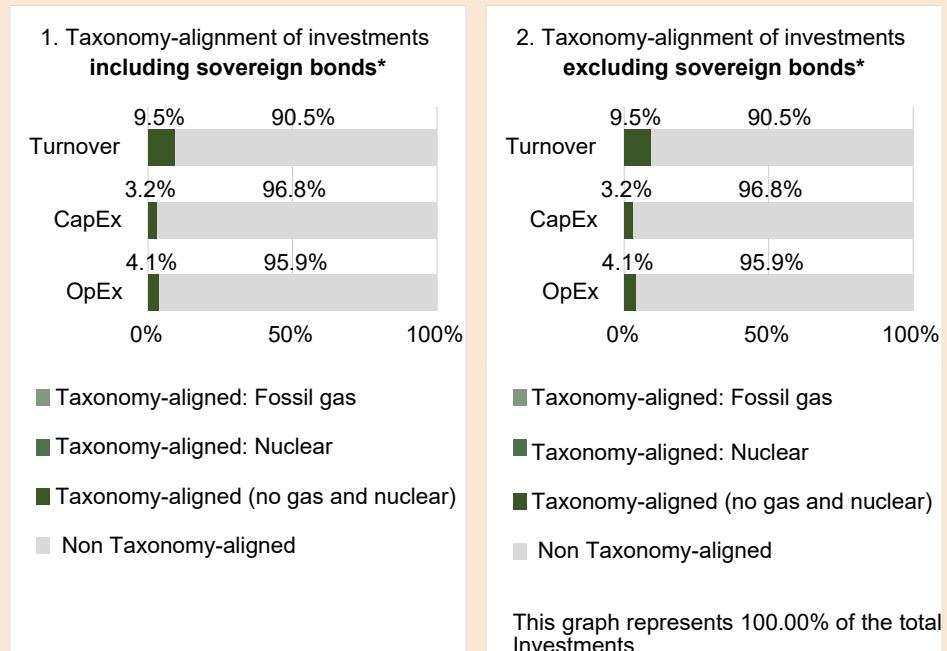 1. Taxonomy-alignment of investments
including sovereign bonds*
9.5% 90.5%
Turnover
3.2% 96.8%
CapEx
4.1% 95.9%
OpEx
0% 50% 100%
Taxonomy-aligned: Fossil gas
Taxonomy-aligned: Nuclear
Taxonomy-aligned (no gas and nuclear)
Non Taxonomy-aligned
2. Taxonomy-alignment of investments
excluding sovereign bonds*
9.5% 90.5%
Turnover
3.2% 96.8%
CapEx
4.1% 95.9%
OpEx
0% 50% 100%
Taxonomy-aligned: Fossil gas
Taxonomy-aligned: Nuclear
Taxonomy-aligned (no gas and nuclear)
Non Taxonomy-aligned
This graph represents 100.00% of the total
Investments.